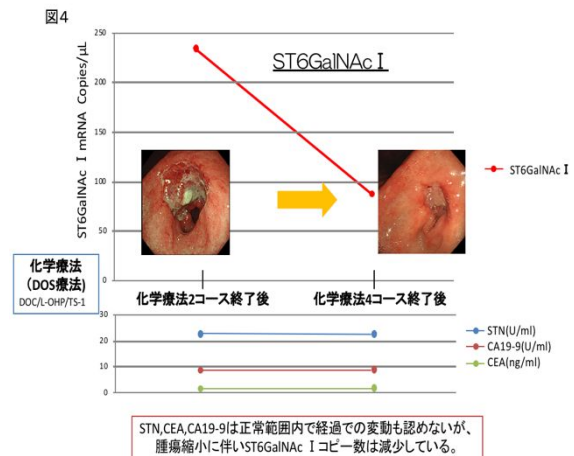 図4
ST6GalNAc Ⅰ
ST6GalNAc Ⅰ mRNA Copies/μL
250
200
150
100
50
0
ST6GalNAc Ⅰ
化学療法
（DOS療法)
DOC/L-OHP/TS-1
化学療法2コース終了後
化学療法4コース終了後
30
20
10
0
STN(U/ml)
CA19-9(U/ml)
CEA(ng/ml)
STN,CEA,CA19-9は正常範囲内で経過での変動も認めないが、
腫瘍縮小に伴いST6GalNAc Ⅰコピー数は減少している。